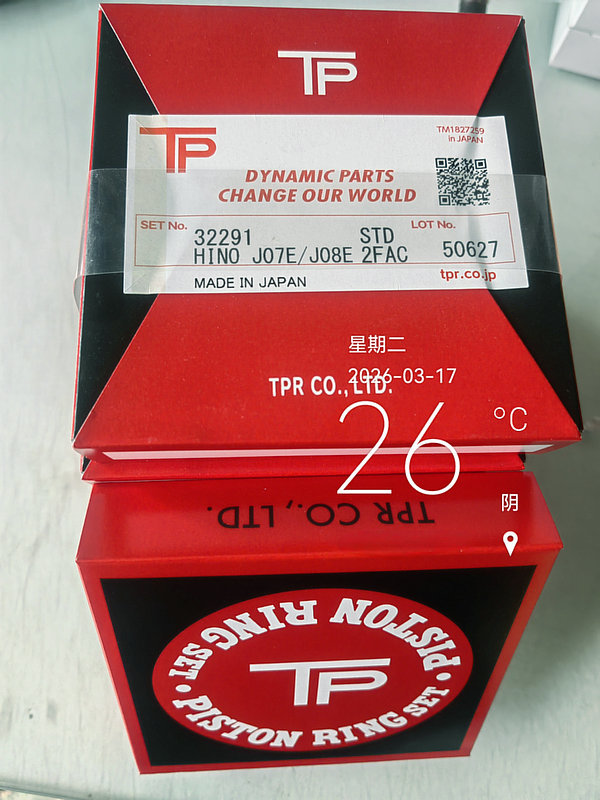 TP
TP
TM1827259
in JAPAN
DYNAMIC PARTS
CHANGE OUR WORLD
SET No.
32291 STD
LOT No.
HINO J07E/J08E 2FAC
50627
MADE IN JAPAN
tpr.co.jp
星期二
2026-03-17
TPR CO., LTD.
26 °C
阴
TPR CO., LTD.
PISTON RING SET
TP
PISTON RING SET